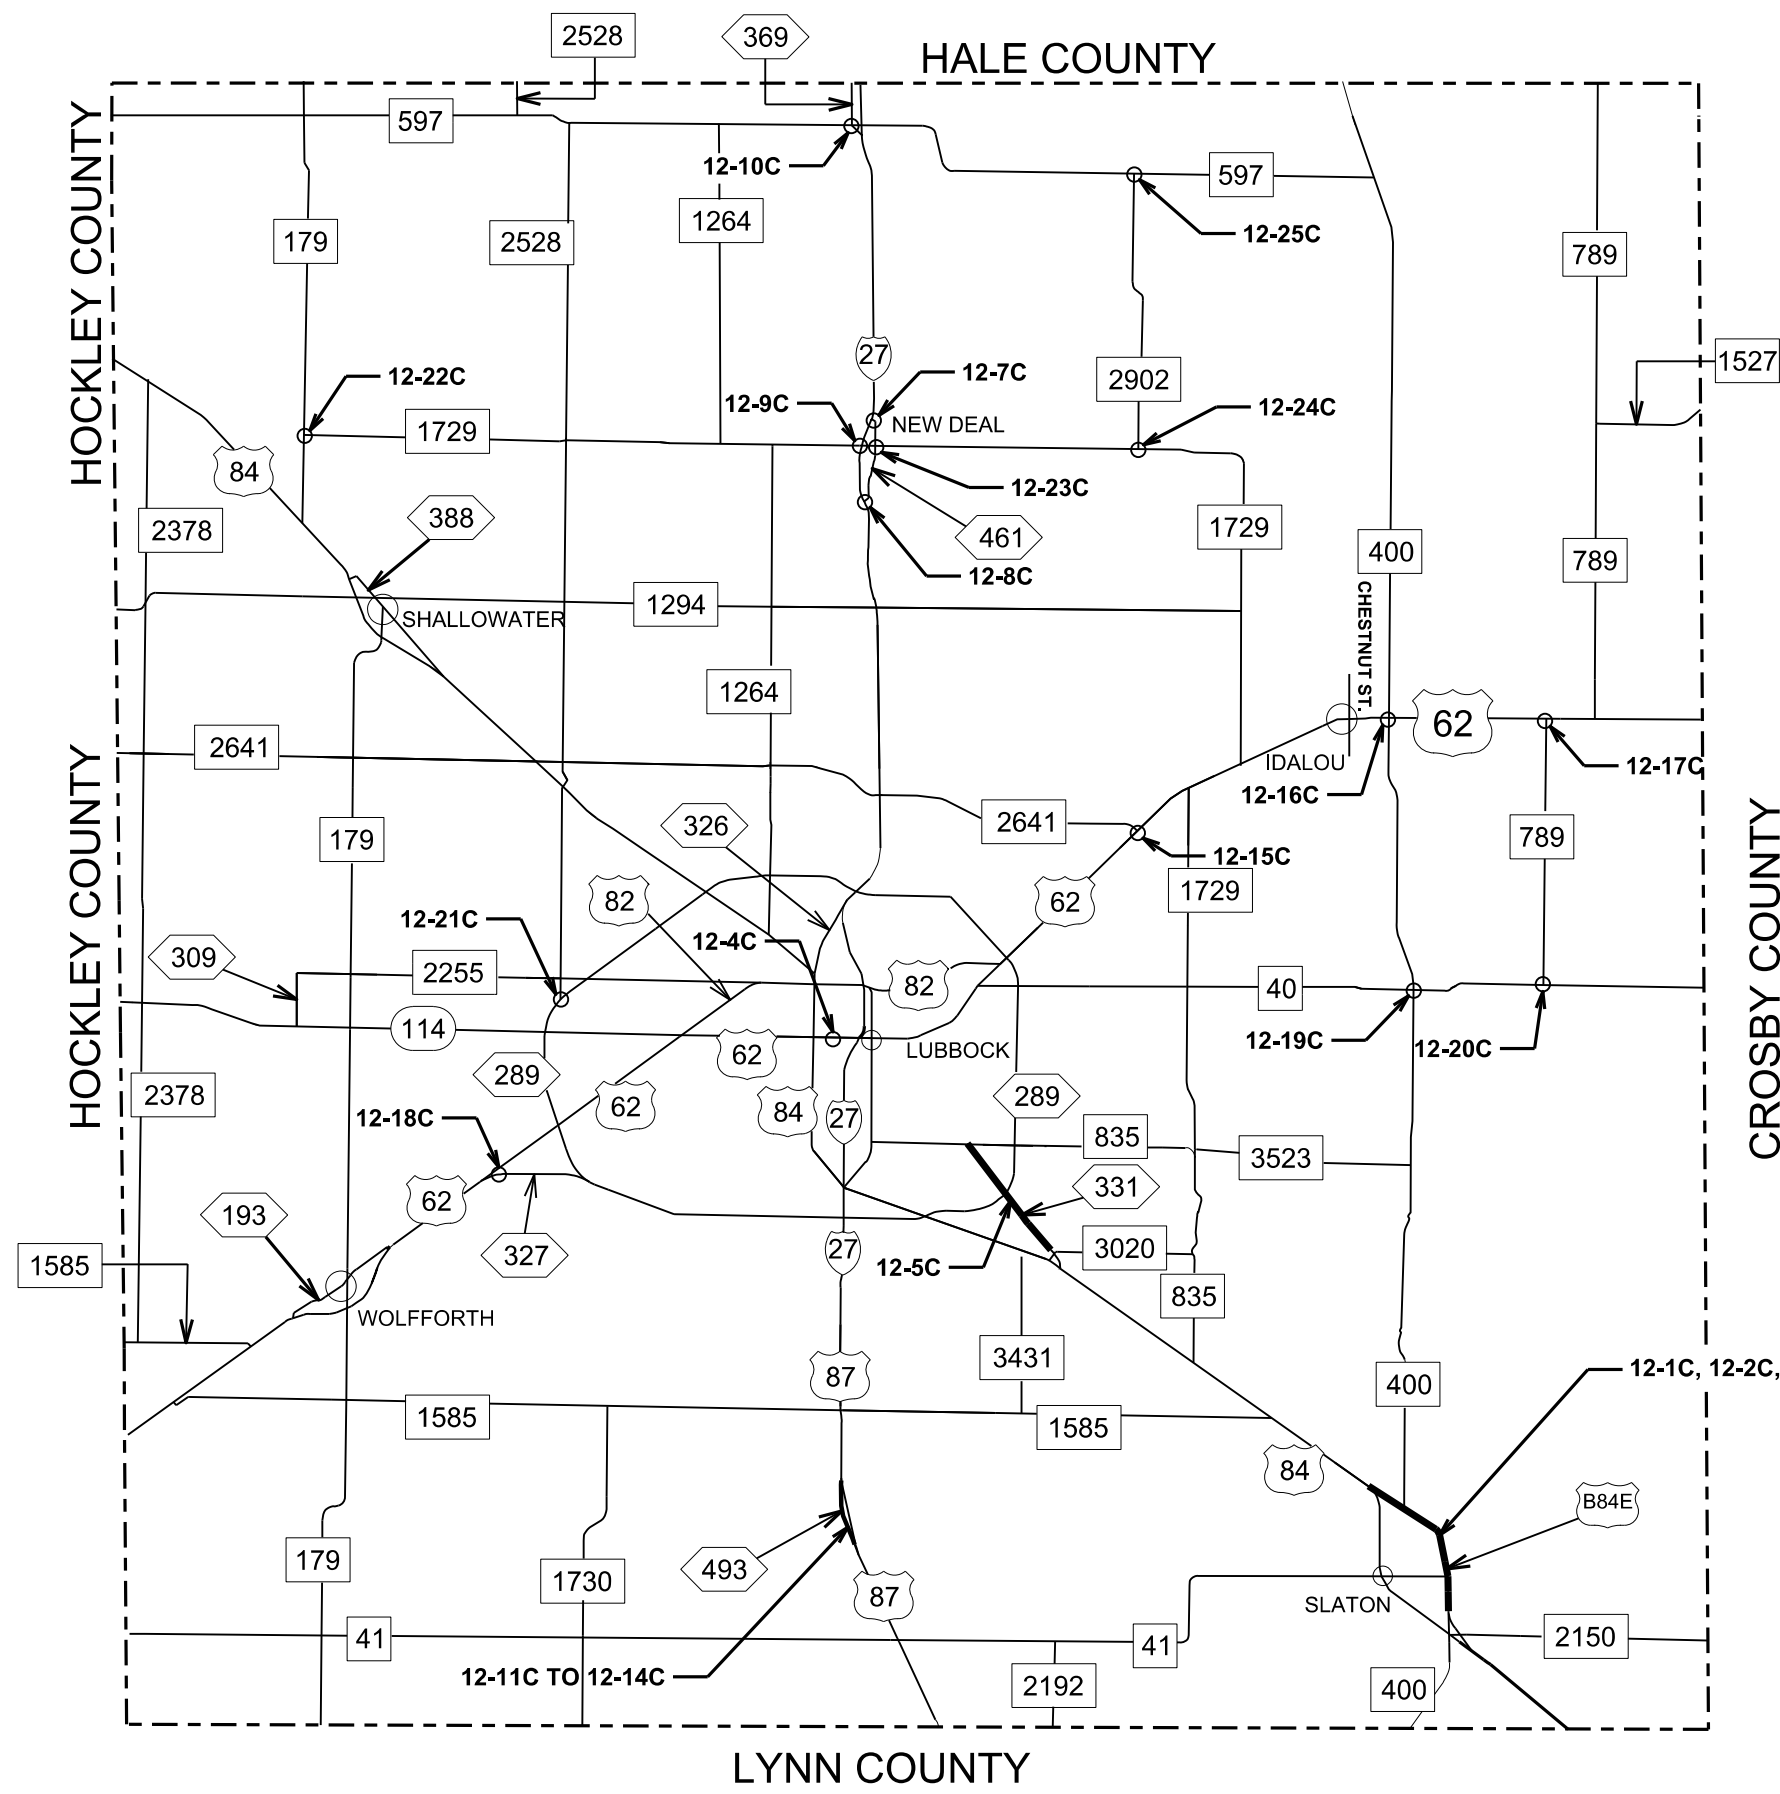 2528
369
HALE COUNTY
597
12-10C
597
HOCKLEY COUNTY
179
2528
1264
12-25C
789
27
1527
12-22C
12-7C
2902
12-9C
12-24C
1729
NEW DEAL
84
12-23C
388
2378
461
1729
400
789
12-8C
1294
SHALLOWATER
CHESTNUT ST.
1264
62
2641
IDALOU
12-17C
12-16C
HOCKLEY COUNTY
326
2641
789
179
12-15C
82
62
1729
CROSBY COUNTY
12-21C
12-4C
309
2255
82
40
114
62
LUBBOCK
12-19C
12-20C
289
2378
62
84
27
289
12-18C
835
3523
62
331
193
327
27
3020
1585
12-5C
835
WOLFFORTH
3431
87
400
12-1C, 12-2C,
1585
1585
84
B84E
179
493
1730
87
SLATON
41
41
2150
12-11C TO 12-14C
2192
400
LYNN COUNTY